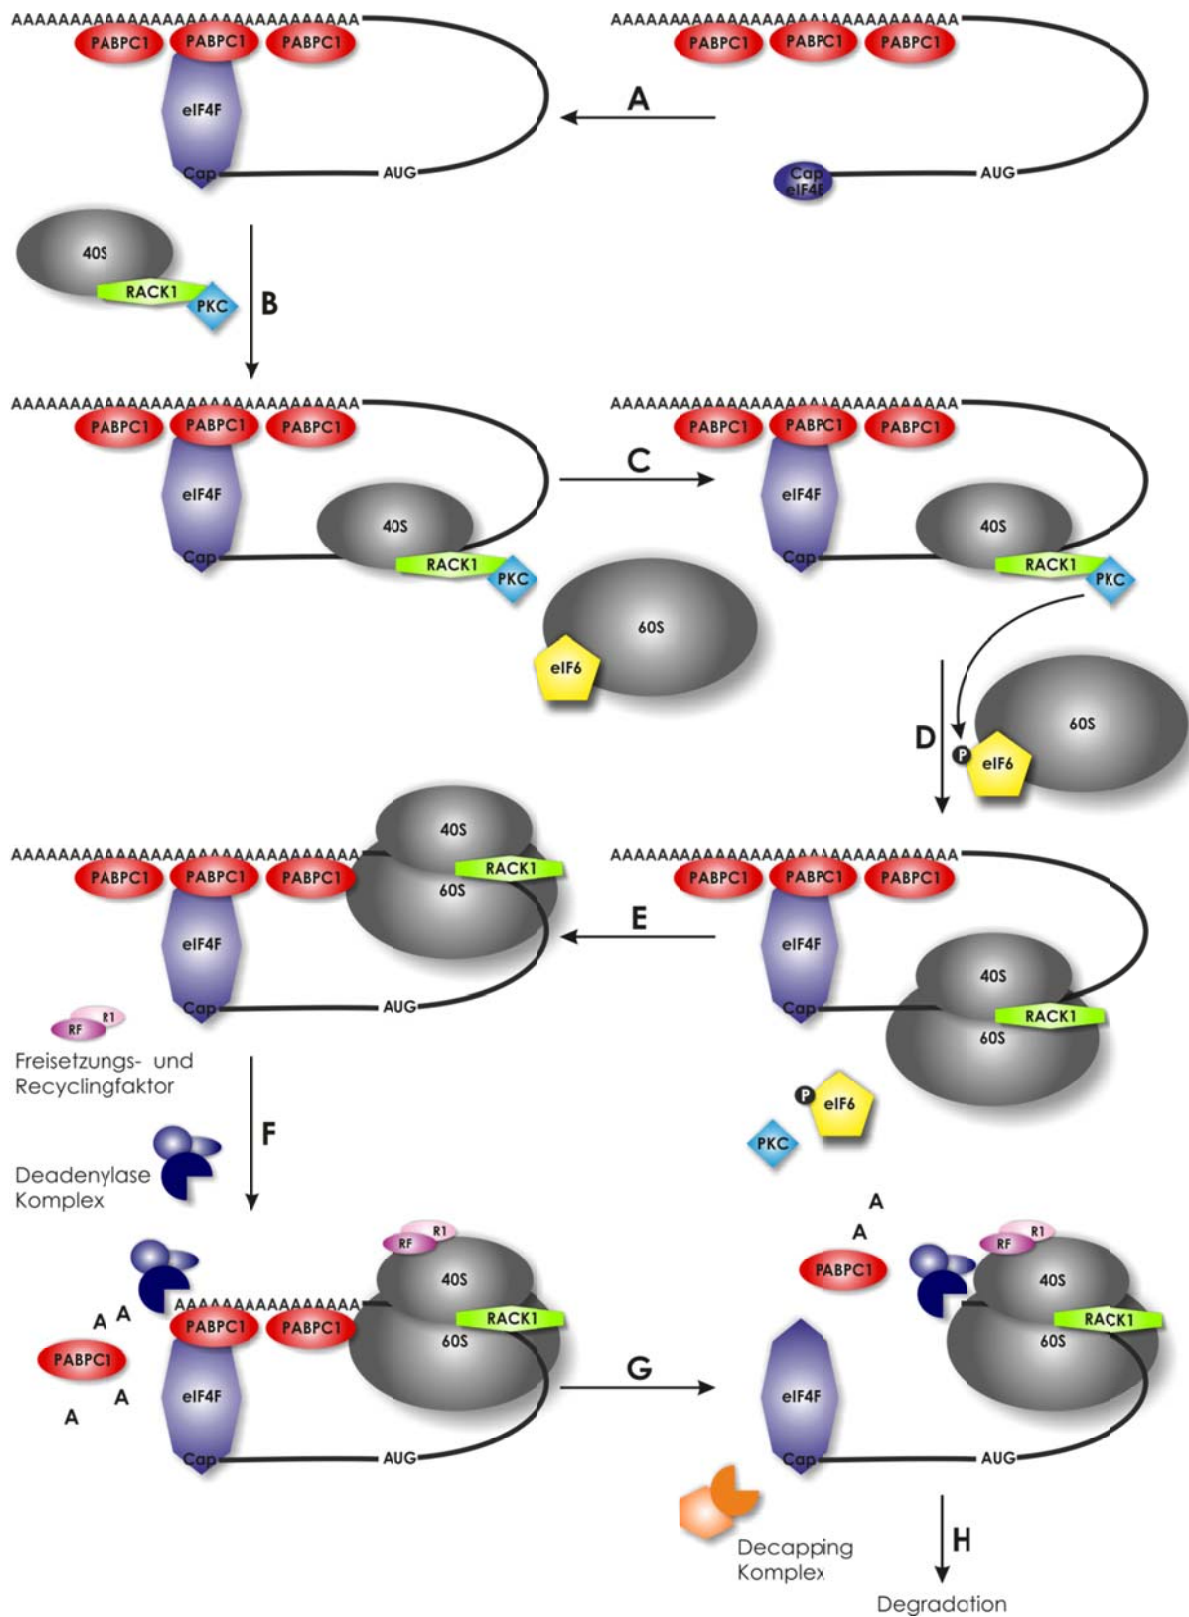 AAAAAAAAAAAAAAAAAAAAAAAAAAAAAA
PABPC1 PABPC1 PABPC1
eIF4F
Cap
AUG
A
AAAAAAAAAAAAAAAAAAAAAAAAAAAAAA
PABPC1 PABPC1 PABPC1
Cap
eIF4F
AUG
40S
RACK1
PKC
B
AAAAAAAAAAAAAAAAAAAAAAAAAAAAAA
PABPC1 PABPC1 PABPC1
eIF4F
Cap
40S
RACK1
PKC
C
60S
eIF6
AAAAAAAAAAAAAAAAAAAAAAAAAAAAAA
PABPC1 PABPC1 PABPC1
eIF4F
Cap
40S
RACK1
PKC
D
60S
P
eIF6
AAAAAAAAAAAAAAAAAAAAAAAAAAAAAA
PABPC1 PABPC1 PABPC1
eIF4F
Cap
AUG
40S
RACK1
60S
E
AAAAAAAAAAAAAAAAAAAAAAAAAAAAAA
PABPC1 PABPC1 PABPC1
eIF4F
Cap
40S
RACK1
60S
P
eIF6
PKC
R1
RF
Freisetzungs- und
Recyclingfaktor
F
Deadenylase
Komplex
A A
PABPC1
A
A
AAAAAAAAAAAAAAAA
PABPC1 PABPC1
eIF4F
Cap
AUG
R1
RF
40S
RACK1
60S
G
A
A
PABPC1
R1
RF
40S
RACK1
60S
eIF4F
Cap
AUG
Decapping
Komplex
H
Degradation